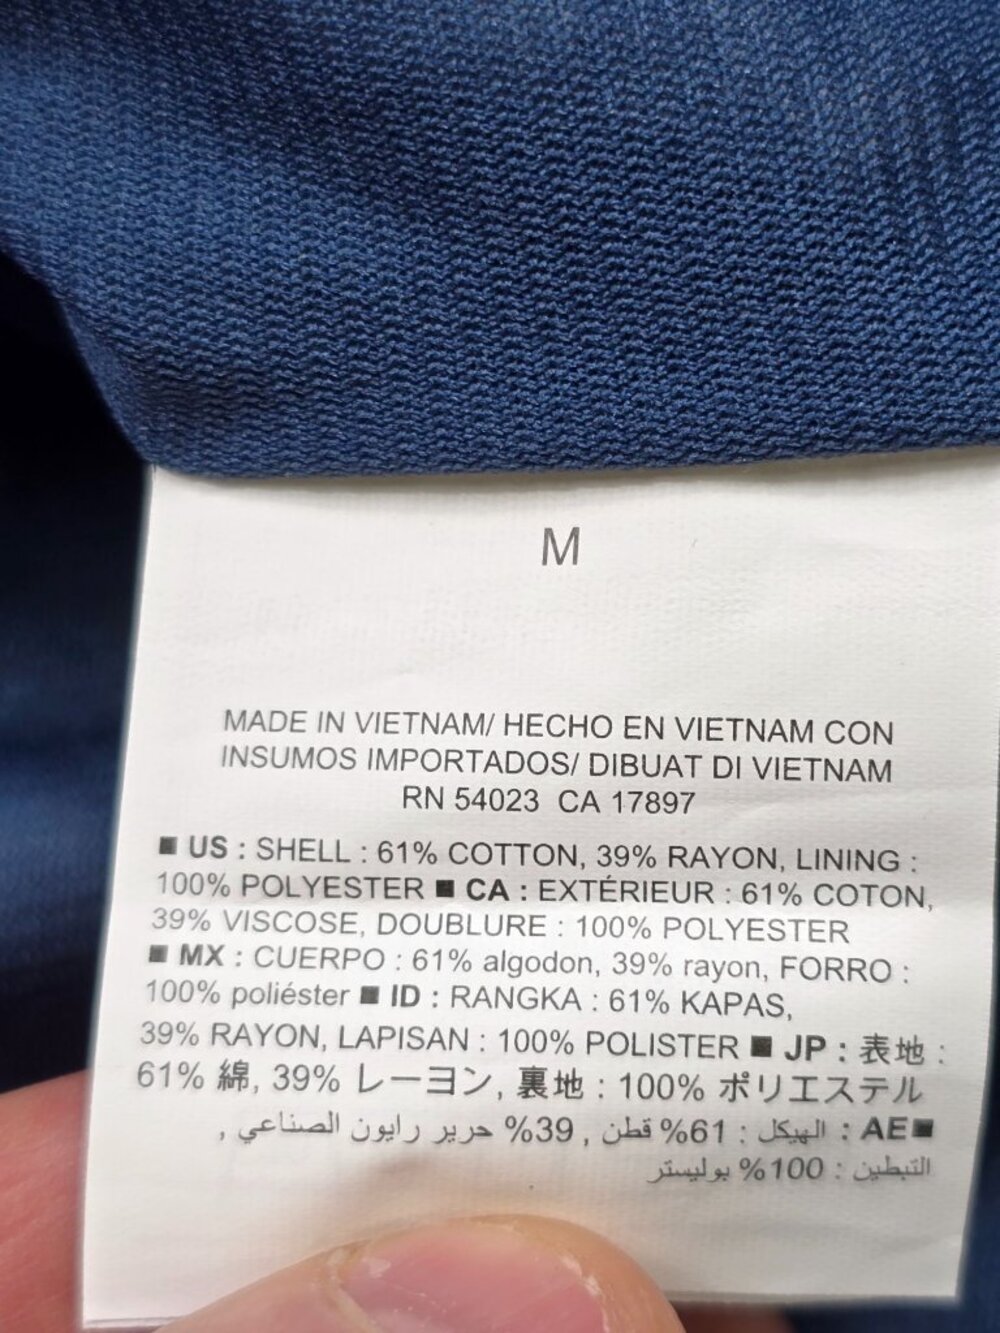 M
MADE IN VIETNAM/ HECHO EN VIETNAM CON
INSUMOS IMPORTADOS/ DIBUAT DI VIETNAM
RN 54023 CA 17897
■ US : SHELL : 61% COTTON, 39% RAYON, LINING :
100% POLYESTER ■ CA : EXTÉRIEUR : 61% COTON,
39% VISCOSE, DOUBLURE : 100% POLYESTER
■ MX : CUERPO : 61% algodon, 39% rayon, FORRO :
100% poliéster ■ ID : RANGKA : 61% KAPAS,
39% RAYON, LAPISAN : 100% POLISTER ■ JP : 表地 :
61% 綿, 39% レーヨン, 裏地 : 100% ポリエステル
■AE : الهيكل : 61% قطن , 39% حرير رايون الصناعي ,
التبطين : 100% بوليستر